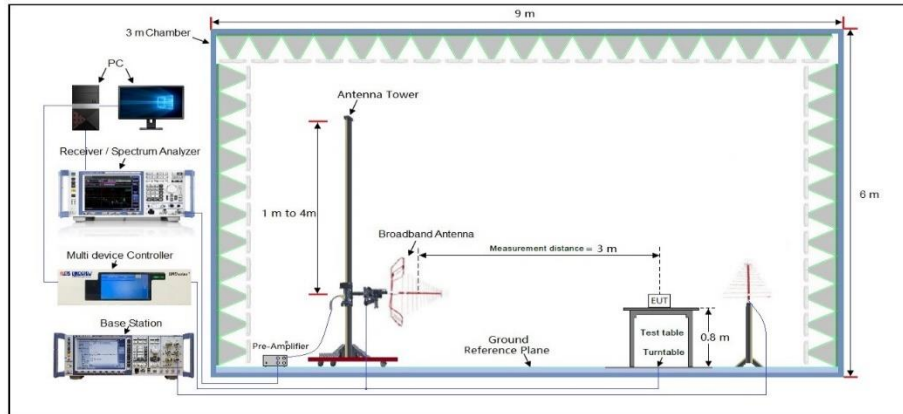 9 m
3 m Chamber
PC
Antenna Tower
Receiver / Spectrum Analyzer
6 m
1 m to 4m
Broadband Antenna
Measurement distance = 3 m
Multi device Controller
EUT
Base Station
Test table
0.8 m
Ground
Reference Plane
Pre-Amplifier
Turntable